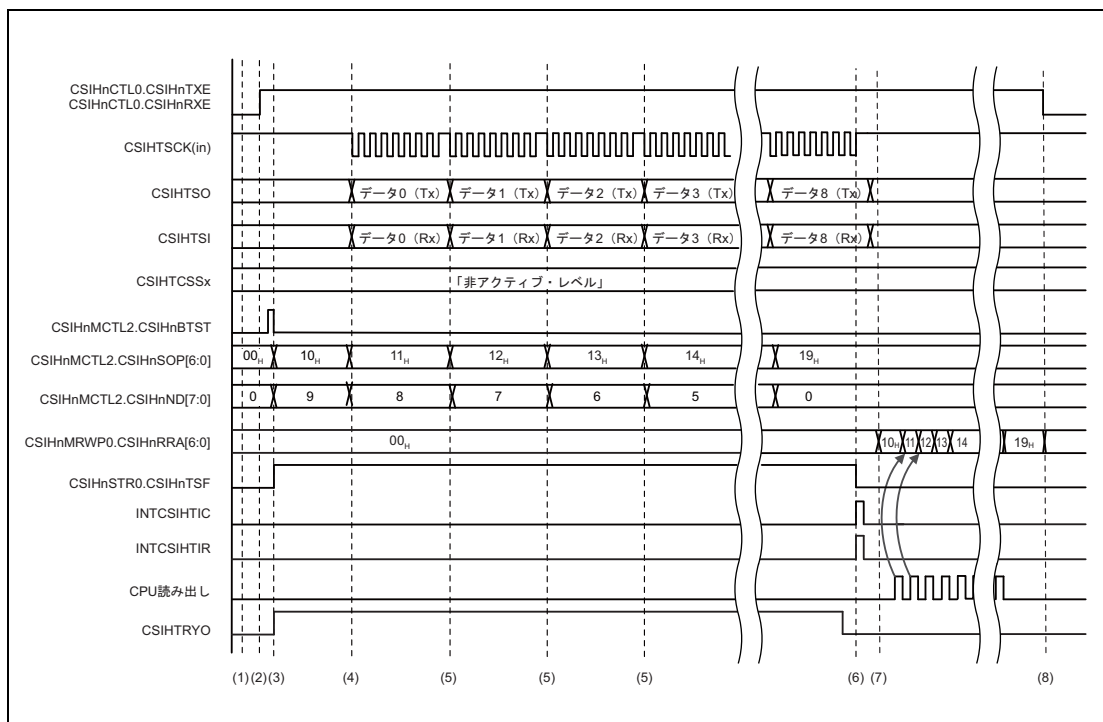 CSIHnCTL0.CSIHnTXE
CSIHnCTL0.CSIHnRXE
CSIHTSCK(in)
CSIHTSO データ0（Tx） データ1（Tx） データ2（Tx） データ3（Tx） データ8（Tx）
CSIHTSI データ0（Rx） データ1（Rx） データ2（Rx） データ3（Rx） データ8（Rx）
CSIHTCSSx 「非アクティブ・レベル」
CSIHnMCTL2.CSIHnBTST
CSIHnMCTL2.CSIHnSOP[6:0] 00H 10H 11H 12H 13H 14H 19H
CSIHnMCTL2.CSIHnND[7:0] 0 9 8 7 6 5 0
CSIHnMRWP0.CSIHnRRA[6:0] 00H 10H 11 12 13 14 19H
CSIHnSTR0.CSIHnTSF
INTCSIHTIC
INTCSIHTIR
CPU読み出し
CSIHTRYO
(1) (2) (3) (4) (5) (5) (5) (6) (7) (8)